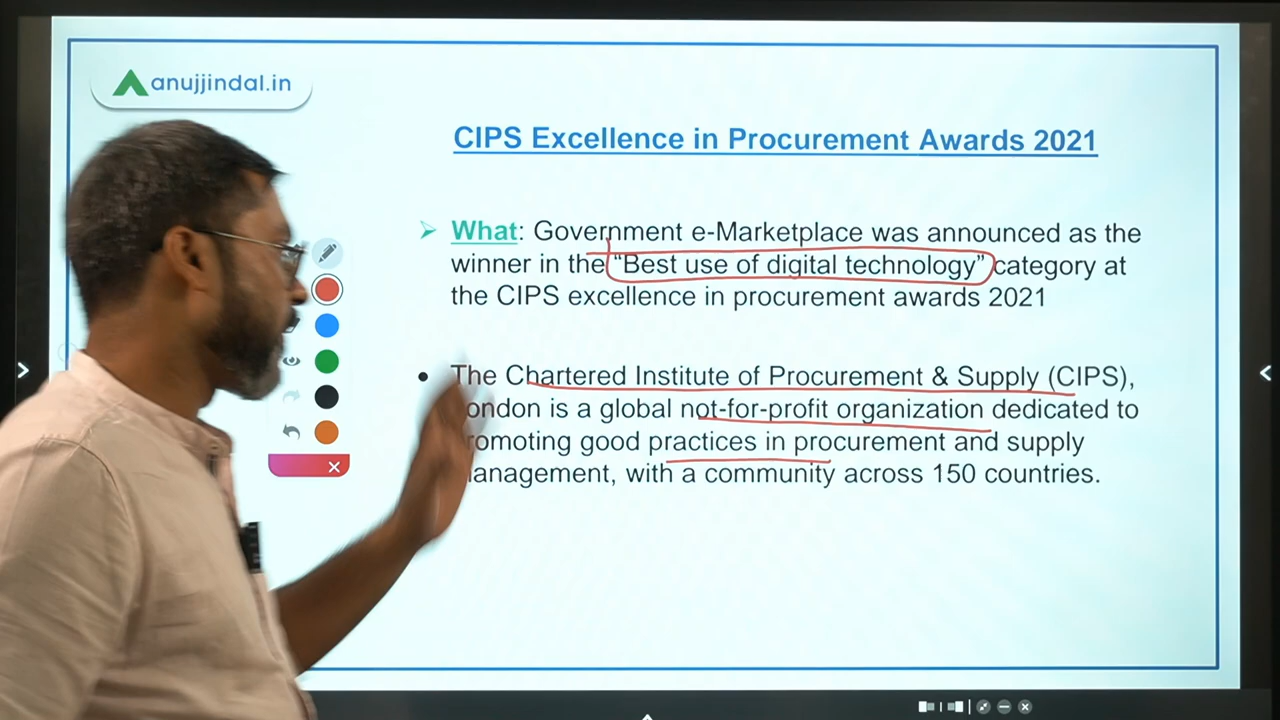 anujjindal.in
CIPS Excellence in Procurement Awards 2021
➤ What: Government e-Marketplace was announced as the
winner in the “Best use of digital technology” category at
the CIPS excellence in procurement awards 2021
• The Chartered Institute of Procurement & Supply (CIPS),
London is a global not-for-profit organization dedicated to
promoting good practices in procurement and supply
management, with a community across 150 countries.